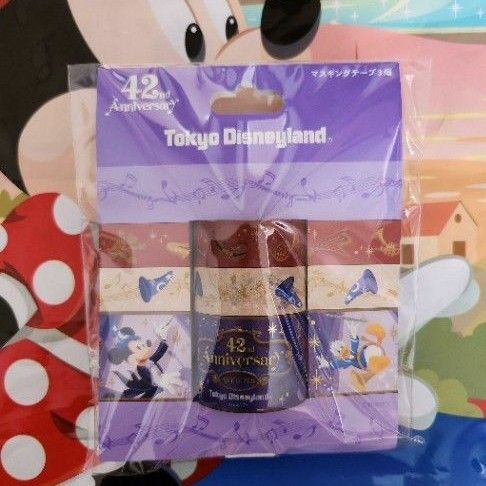 42nd
Anniversary
マスキングテープ3個
Tokyo Disneyland
42nd
Anniversary
Tokyo Disneyland